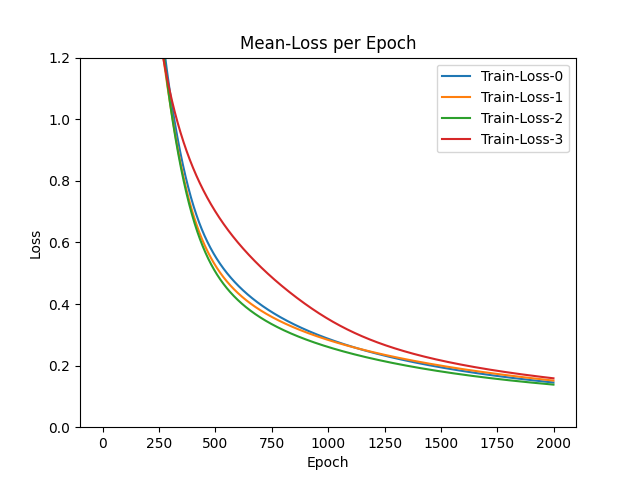 Mean-Loss per Epoch
Train-Loss-0
Train-Loss-1
Train-Loss-2
Train-Loss-3
Loss
1.2
1.0
0.8
0.6
0.4
0.2
0.0
0 250 500 750 1000 1250 1500 1750 2000
Epoch